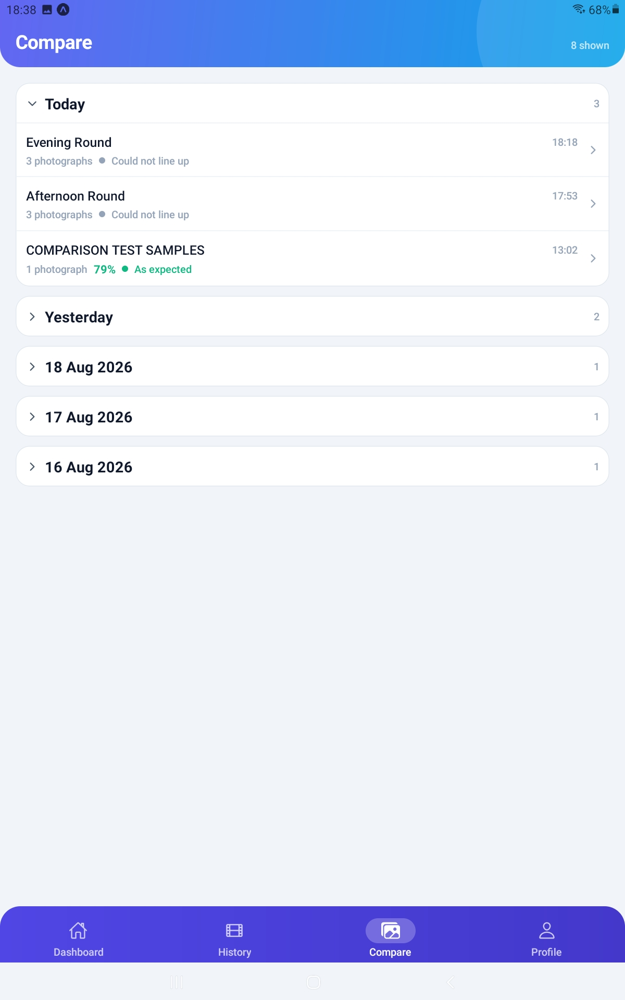 18:38
68%
Compare
8 shown
Today
3
Evening Round
18:18
3 photographs ● Could not line up
Afternoon Round
17:53
3 photographs ● Could not line up
COMPARISON TEST SAMPLES
13:02
1 photograph 79% ● As expected
Yesterday
2
18 Aug 2026
1
17 Aug 2026
1
16 Aug 2026
1
Dashboard
History
Compare
Profile